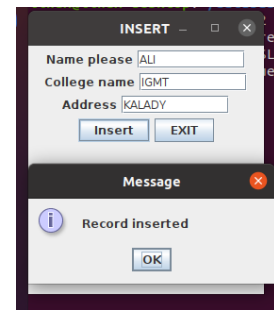 INSERT
Name please ALI
College name IGMT
Address KALADY
Insert EXIT
Message
Record inserted
OK